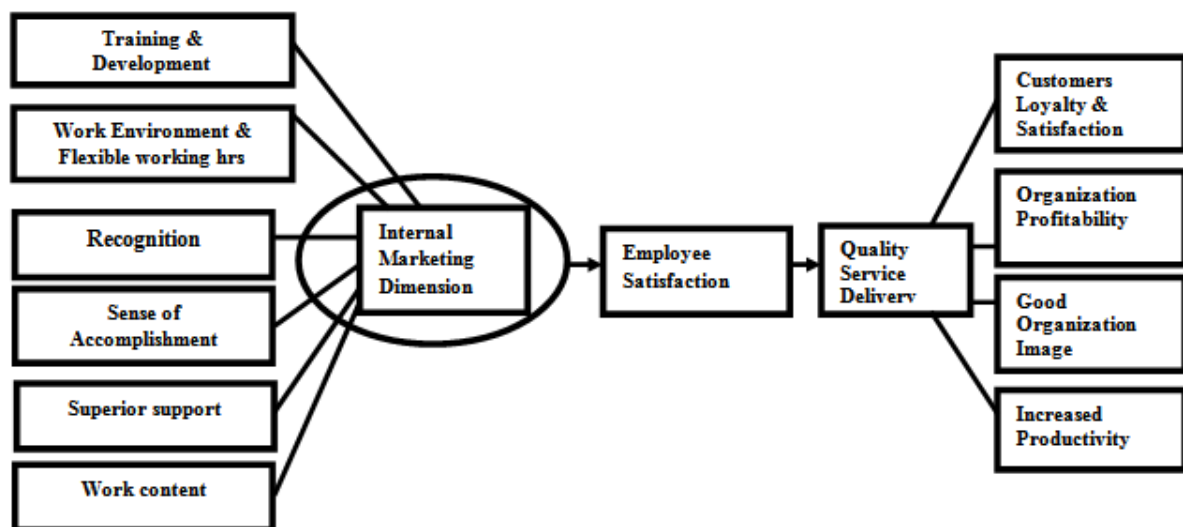 Training &
Development
Work Environment &
Flexible working hrs
Recognition
Sense of
Accomplishment
Superior support
Work content
Internal
Marketing
Dimension
Employee
Satisfaction
Quality
Service
Delivery
Customers
Loyalty &
Satisfaction
Organization
Profitability
Good
Organization
Image
Increased
Productivity